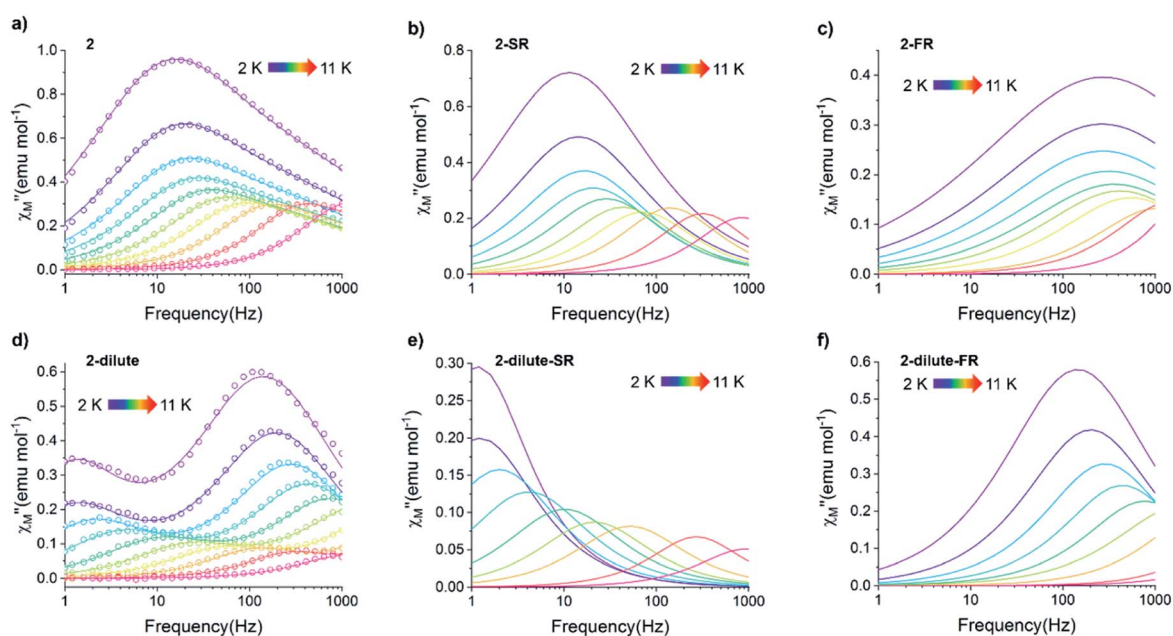 a)
2
2 K 11 K
1.0
0.8
0.6
0.4
0.2
0.0
χM''(emu mol⁻¹)
1 10 100 1000
Frequency(Hz)
b)
2-SR
2 K 11 K
0.8
0.6
0.4
0.2
0.0
χM''(emu mol⁻¹)
1 10 100 1000
Frequency(Hz)
c)
2-FR
2 K 11 K
0.4
0.3
0.2
0.1
0.0
χM''(emu mol⁻¹)
1 10 100 1000
Frequency(Hz)
d)
2-dilute
2 K 11 K
0.6
0.5
0.4
0.3
0.2
0.1
0.0
χM''(emu mol⁻¹)
1 10 100 1000
Frequency(Hz)
e)
2-dilute-SR
2 K 11 K
0.30
0.25
0.20
0.15
0.10
0.05
0.00
χM''(emu mol⁻¹)
1 10 100 1000
Frequency(Hz)
f)
2-dilute-FR
2 K 11 K
0.6
0.5
0.4
0.3
0.2
0.1
0.0
χM''(emu mol⁻¹)
1 10 100 1000
Frequency(Hz)